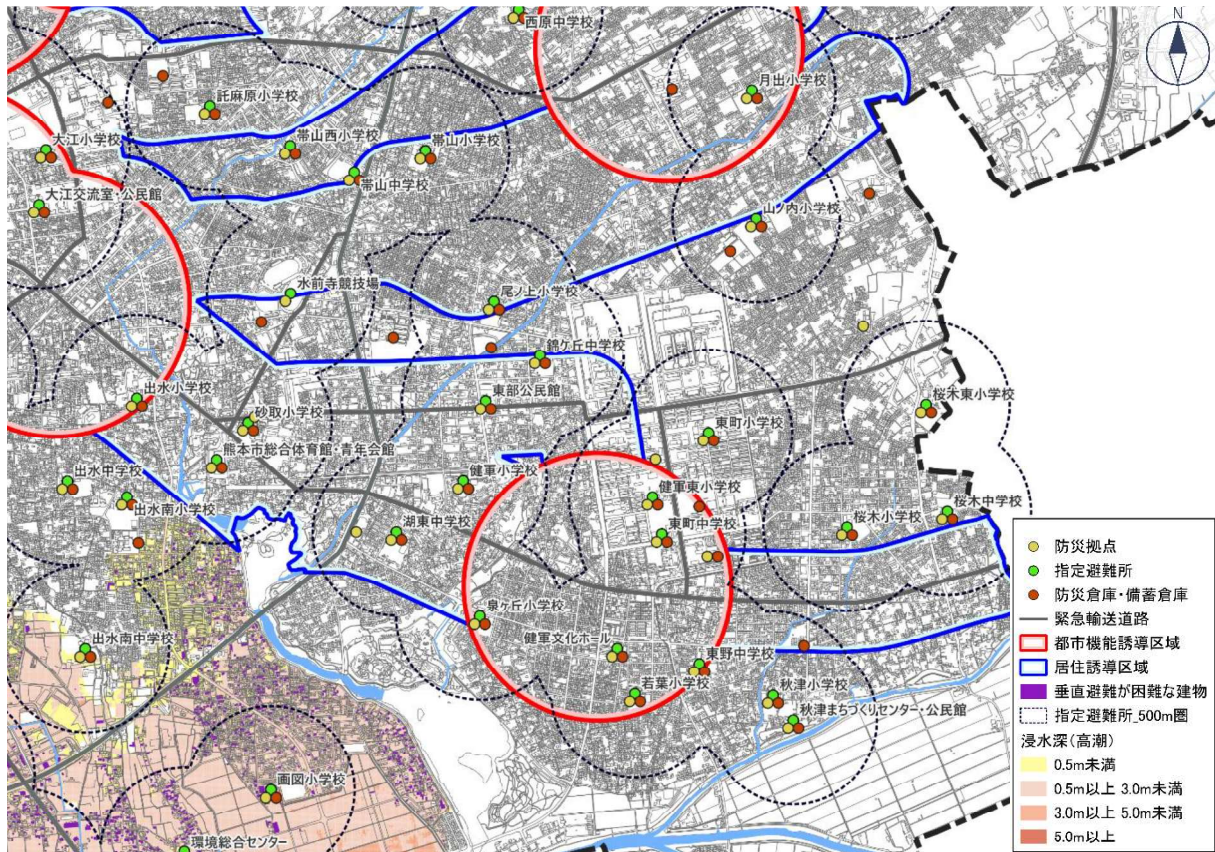 西原中学校
N
託麻原小学校
月出小学校
大江小学校
帯山西小学校
帯山小学校
帯山中学校
大江交流室・公民館
山ノ内小学校
水前寺競技場
尾ノ上小学校
錦ケ丘中学校
出水小学校
東部公民館
桜木東小学校
砂取小学校
東町小学校
熊本市総合体育館・青年会館
出水中学校
健軍小学校
健軍東小学校
出水南小学校
湖東中学校
東町中学校
桜木小学校
桜木中学校
泉ヶ丘小学校
健軍文化ホール
出水南中学校
東野中学校
若葉小学校
秋津小学校
秋津まちづくりセンター・公民館
画図小学校
環境総合センター
防災拠点
指定避難所
防災倉庫・備蓄倉庫
緊急輸送道路
都市機能誘導区域
居住誘導区域
垂直避難が困難な建物
指定避難所_500m圏
浸水深(高潮)
0.5m未満
0.5m以上 3.0m未満
3.0m以上 5.0m未満
5.0m以上